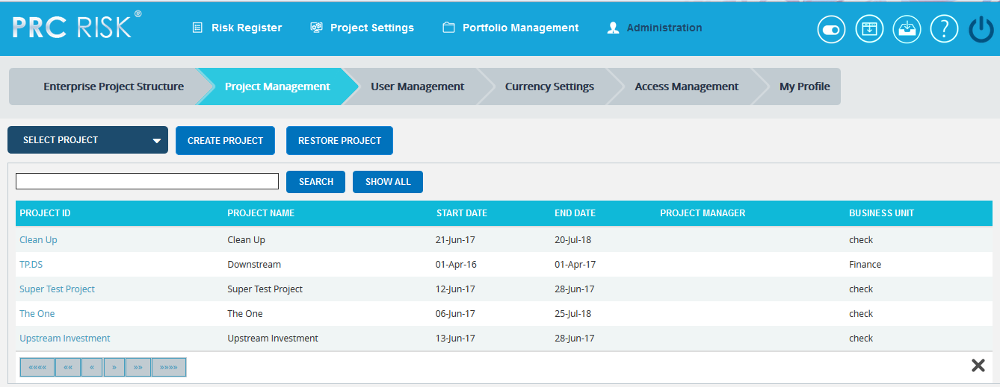 PRC RISK®
Risk Register Project Settings Portfolio Management Administration ?
Enterprise Project Structure Project Management User Management Currency Settings Access Management My Profile
SELECT PROJECT CREATE PROJECT RESTORE PROJECT
SEARCH SHOW ALL
PROJECT ID PROJECT NAME START DATE END DATE PROJECT MANAGER BUSINESS UNIT
Clean Up Clean Up 21-Jun-17 20-Jul-18 check
TP.DS Downstream 01-Apr-16 01-Apr-17 Finance
Super Test Project Super Test Project 12-Jun-17 28-Jun-17 check
The One The One 06-Jun-17 25-Jul-18 check
Upstream Investment Upstream Investment 13-Jun-17 28-Jun-17 check
«««« «« « » »» »»»»